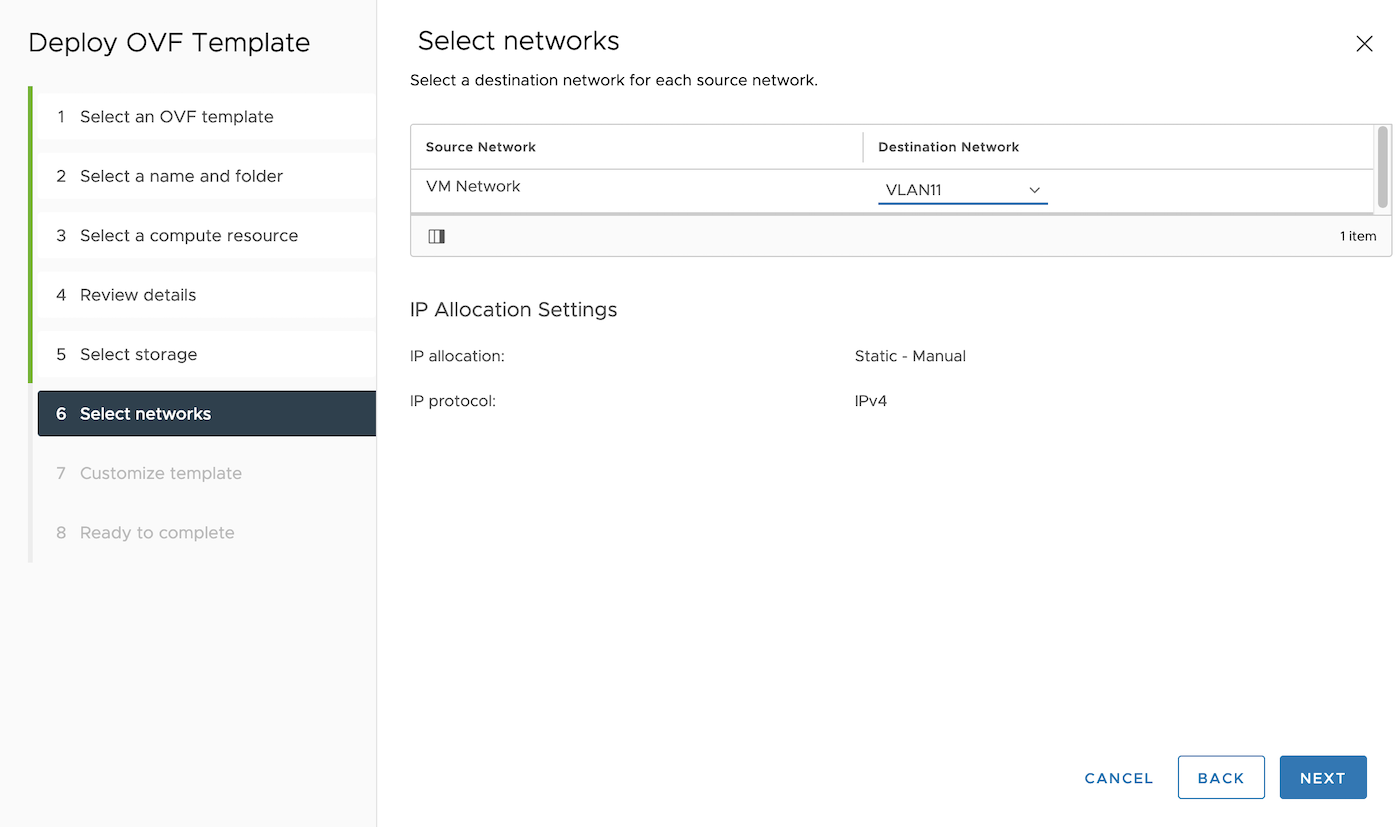 Deploy OVF Template
1 Select an OVF template
2 Select a name and folder
3 Select a compute resource
4 Review details
5 Select storage
6 Select networks
7 Customize template
8 Ready to complete
Select networks
Select a destination network for each source network.
Source Network Destination Network
VM Network VLAN11
1 item
IP Allocation Settings
IP allocation: Static - Manual
IP protocol: IPv4
CANCEL BACK NEXT